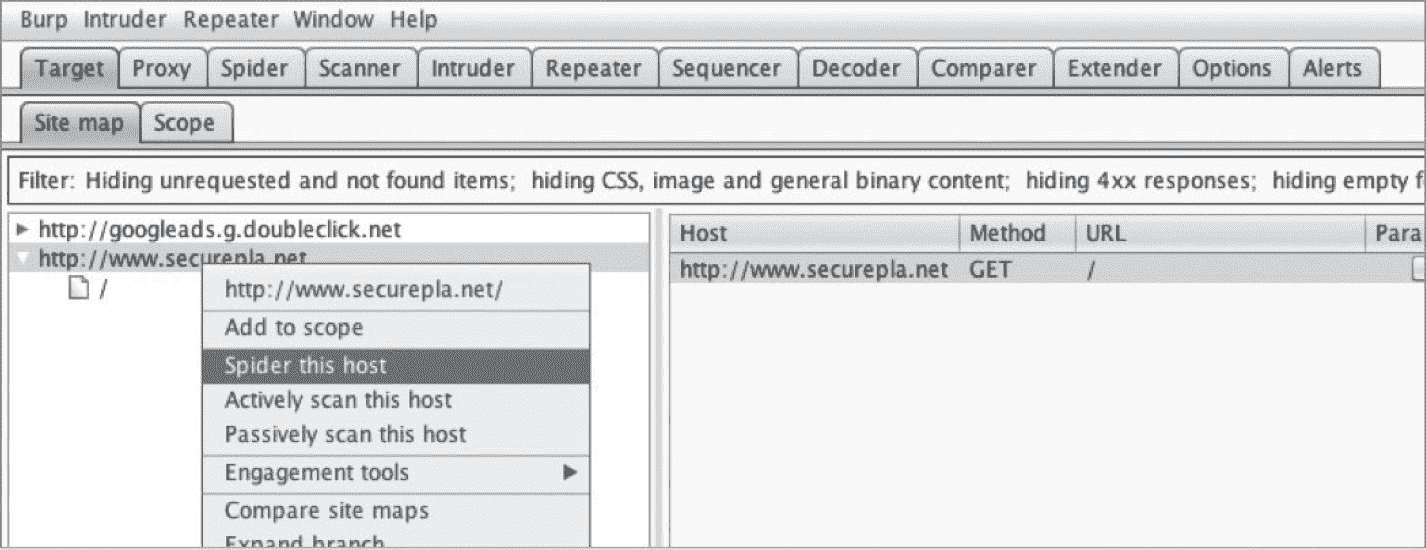 Burp Intruder Repeater Window Help
Target Proxy Spider Scanner Intruder Repeater Sequencer Decoder Comparer Extender Options Alerts
Site map Scope
Filter: Hiding unrequested and not found items; hiding CSS, image and general binary content; hiding 4xx responses; hiding empty f
http://googleads.g.doubleclick.net
http://www.securepla.net
/
http://www.securepla.net/
Add to scope
Spider this host
Actively scan this host
Passively scan this host
Engagement tools
Compare site maps
Expand branch
Host Method URL Para
http://www.securepla.net GET /